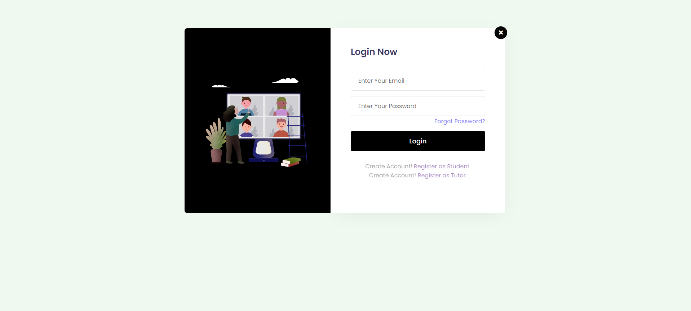 Login Now
Enter Your Email
Enter Your Password
Forgot Password?
Login
Create Account! Register as Student
Create Account! Register as Tutor